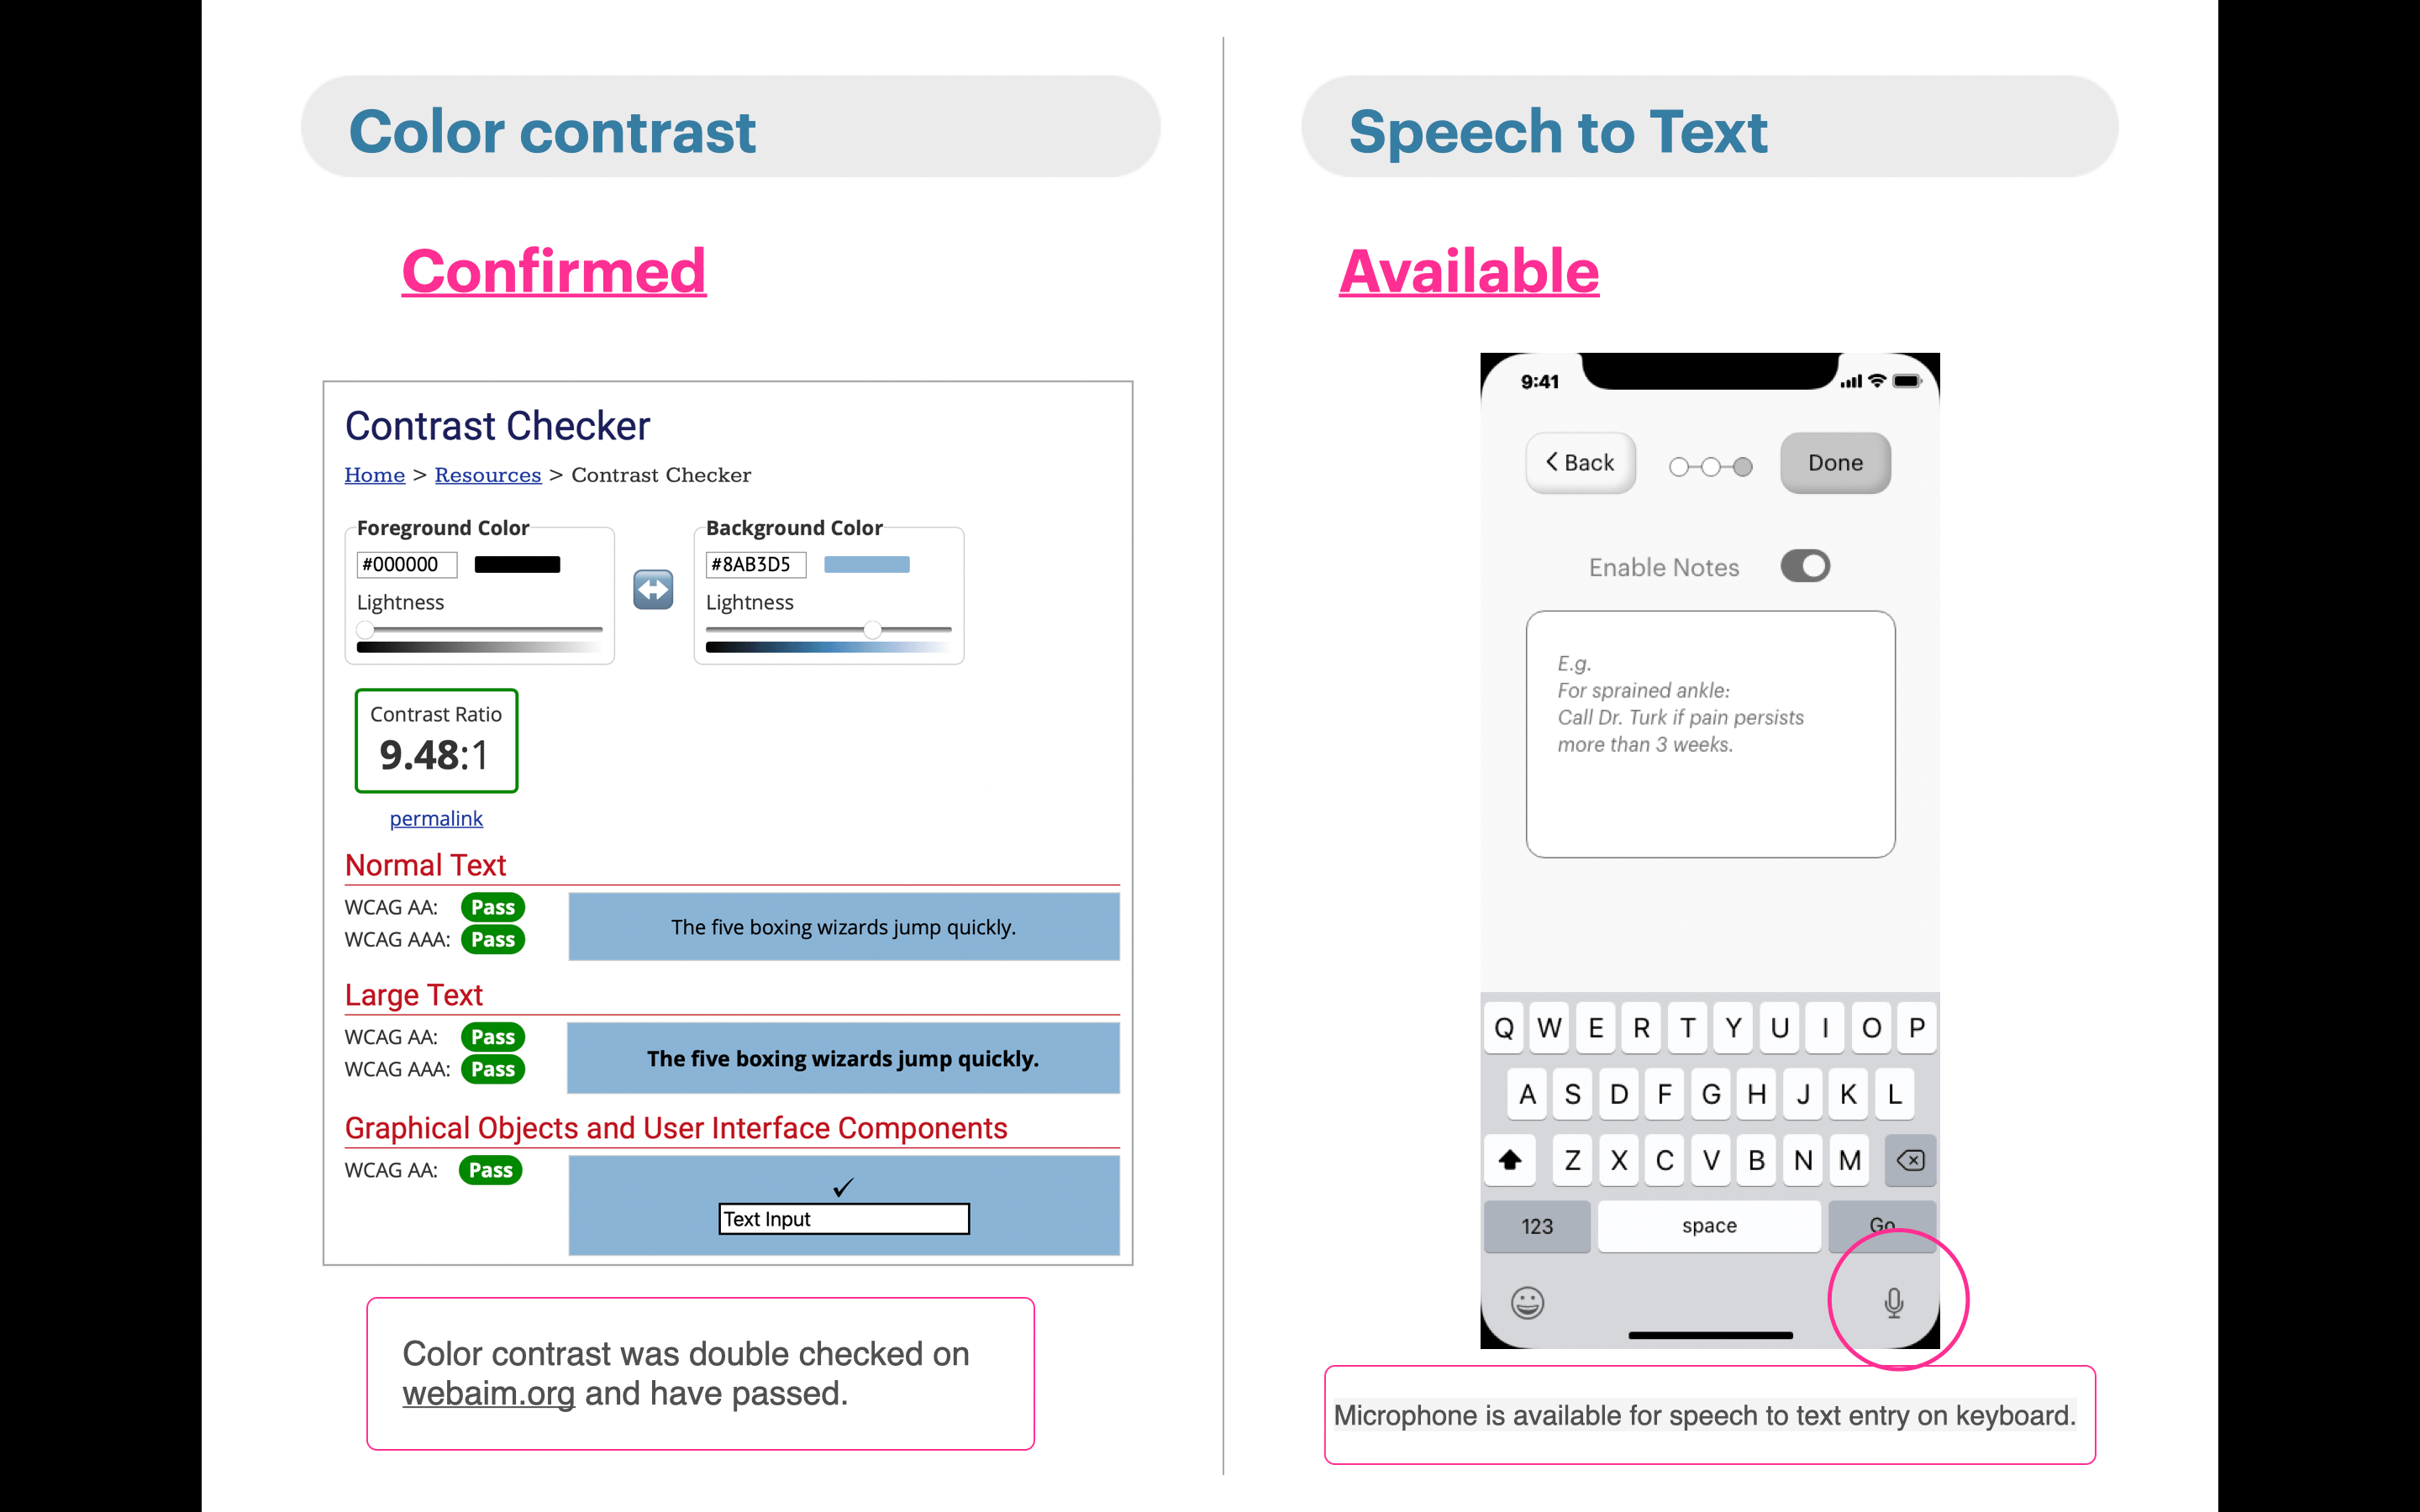 Color contrast
Confirmed
Contrast Checker
Home > Resources > Contrast Checker
Foreground Color
#000000
Lightness
Background Color
#8AB3D5
Lightness
Contrast Ratio
9.48:1
permalink
Normal Text
WCAG AA: Pass
WCAG AAA: Pass
The five boxing wizards jump quickly.
Large Text
WCAG AA: Pass
WCAG AAA: Pass
The five boxing wizards jump quickly.
Graphical Objects and User Interface Components
WCAG AA: Pass
Text Input
Color contrast was double checked on
webaim.org and have passed.
Speech to Text
Available
9:41
Back
Done
Enable Notes
E.g.
For sprained ankle:
Call Dr. Turk if pain persists
more than 3 weeks.
Q W E R T Y U I O P
A S D F G H J K L
Z X C V B N M
123 space Go
Microphone is available for speech to text entry on keyboard.